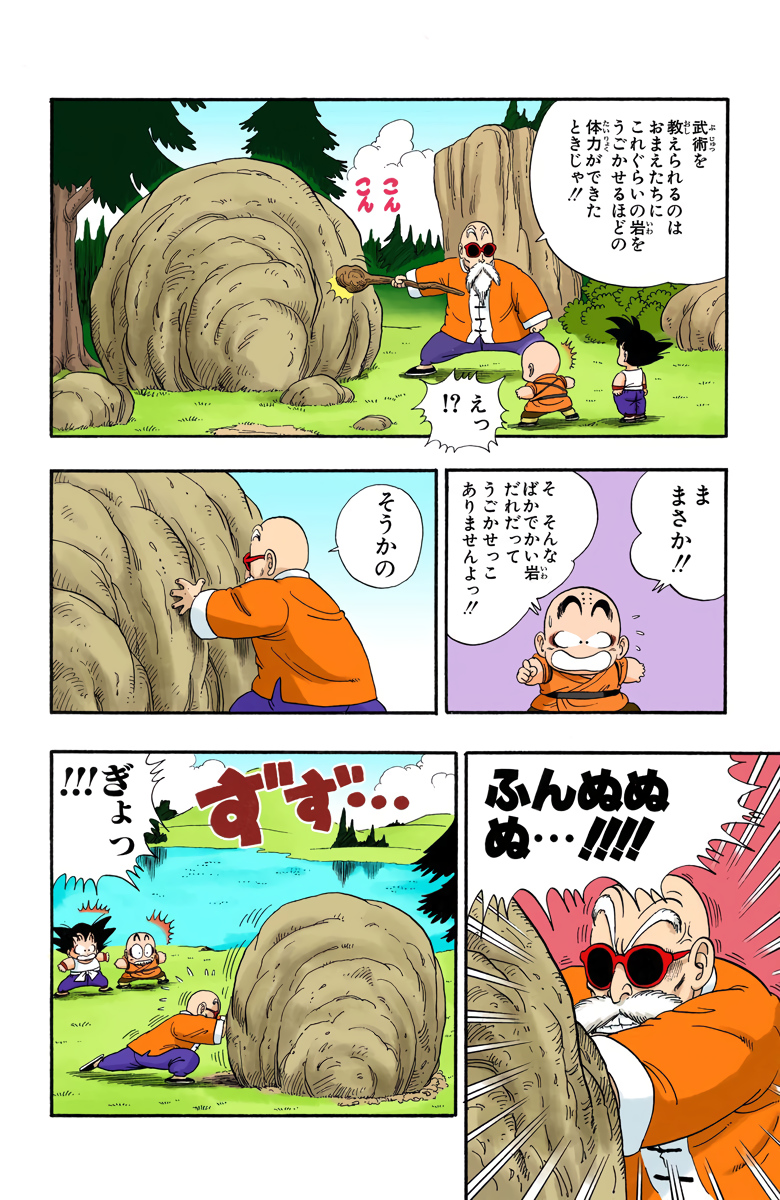 武術を
教えられるのは
おまえたちに
これぐらいの岩を
うごかせるほどの
体力ができた
ときじゃ!!
こん
こん
えっ
!?
ま
まさか!!
そ そんな
ばかでかい岩
だれだって
うごかせっこ
ありませんよっ!!
そうかの
ふんぬぬ
ぬ…!!!!
ずず…
ぎょっ
!!!